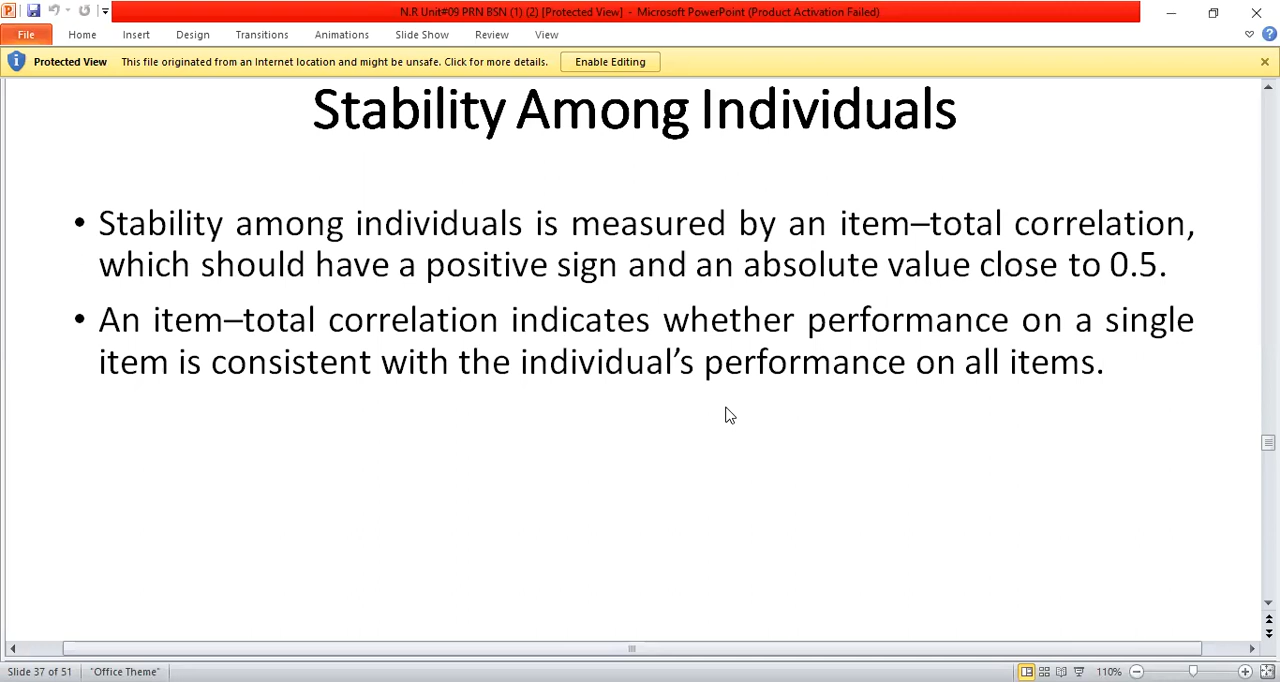 N.R Unit#09 PRN BSN (1) (2) [Protected View] - Microsoft PowerPoint (Product Activation Failed)
File Home Insert Design Transitions Animations Slide Show Review View
Protected View This file originated from an Internet location and might be unsafe. Click for more details. Enable Editing
Stability Among Individuals
• Stability among individuals is measured by an item–total correlation,
which should have a positive sign and an absolute value close to 0.5.
• An item–total correlation indicates whether performance on a single
item is consistent with the individual’s performance on all items.
Slide 37 of 51 "Office Theme" 110%